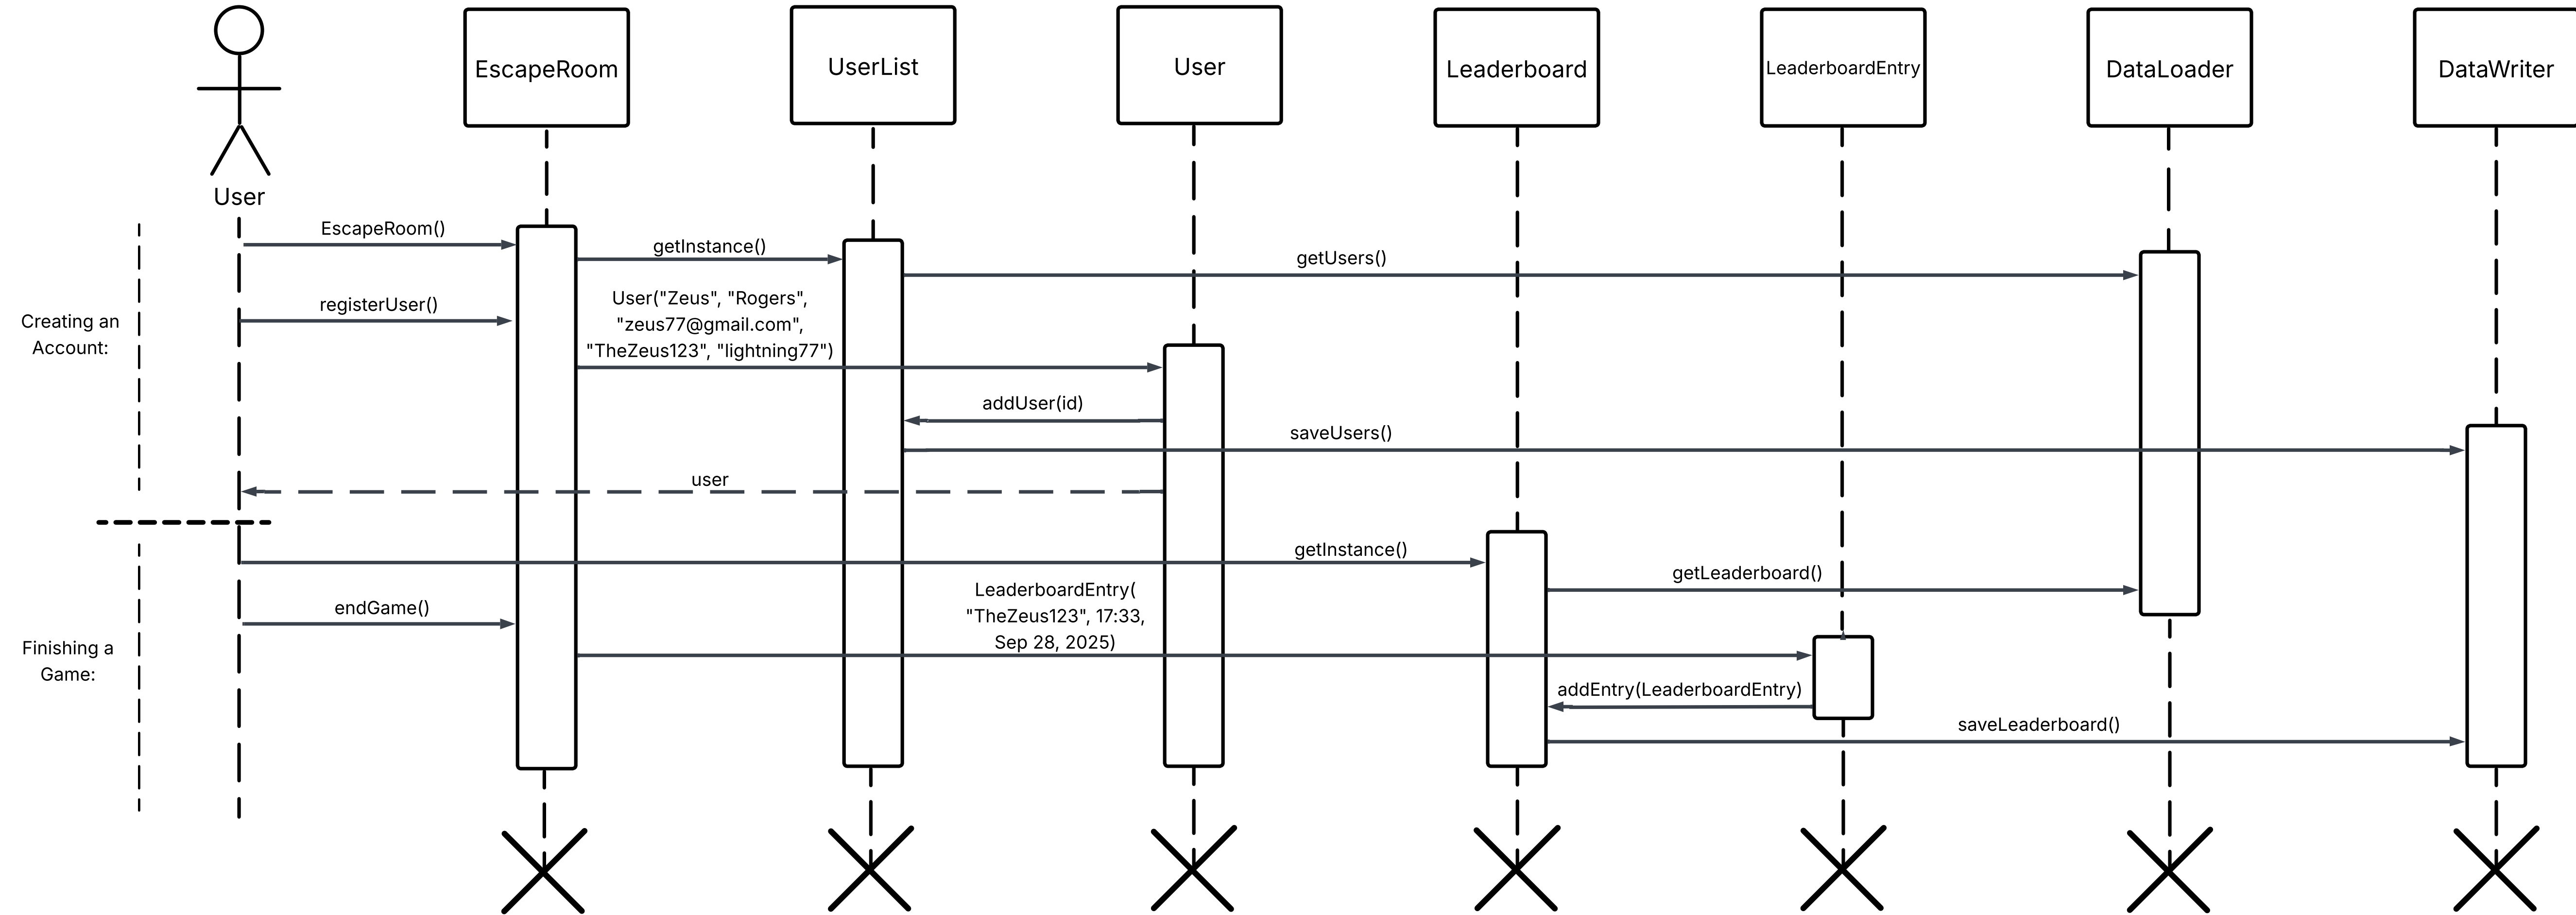 EscapeRoom
UserList
User
Leaderboard
LeaderboardEntry
DataLoader
DataWriter
User
EscapeRoom()
getInstance()
getUsers()
Creating an
Account:
registerUser()
User("Zeus", "Rogers",
"zeus77@gmail.com",
"TheZeus123", "lightning77")
addUser(id)
saveUsers()
user
getInstance()
getLeaderboard()
Finishing a
Game:
endGame()
LeaderboardEntry(
"TheZeus123", 17:33,
Sep 28, 2025)
addEntry(LeaderboardEntry)
saveLeaderboard()